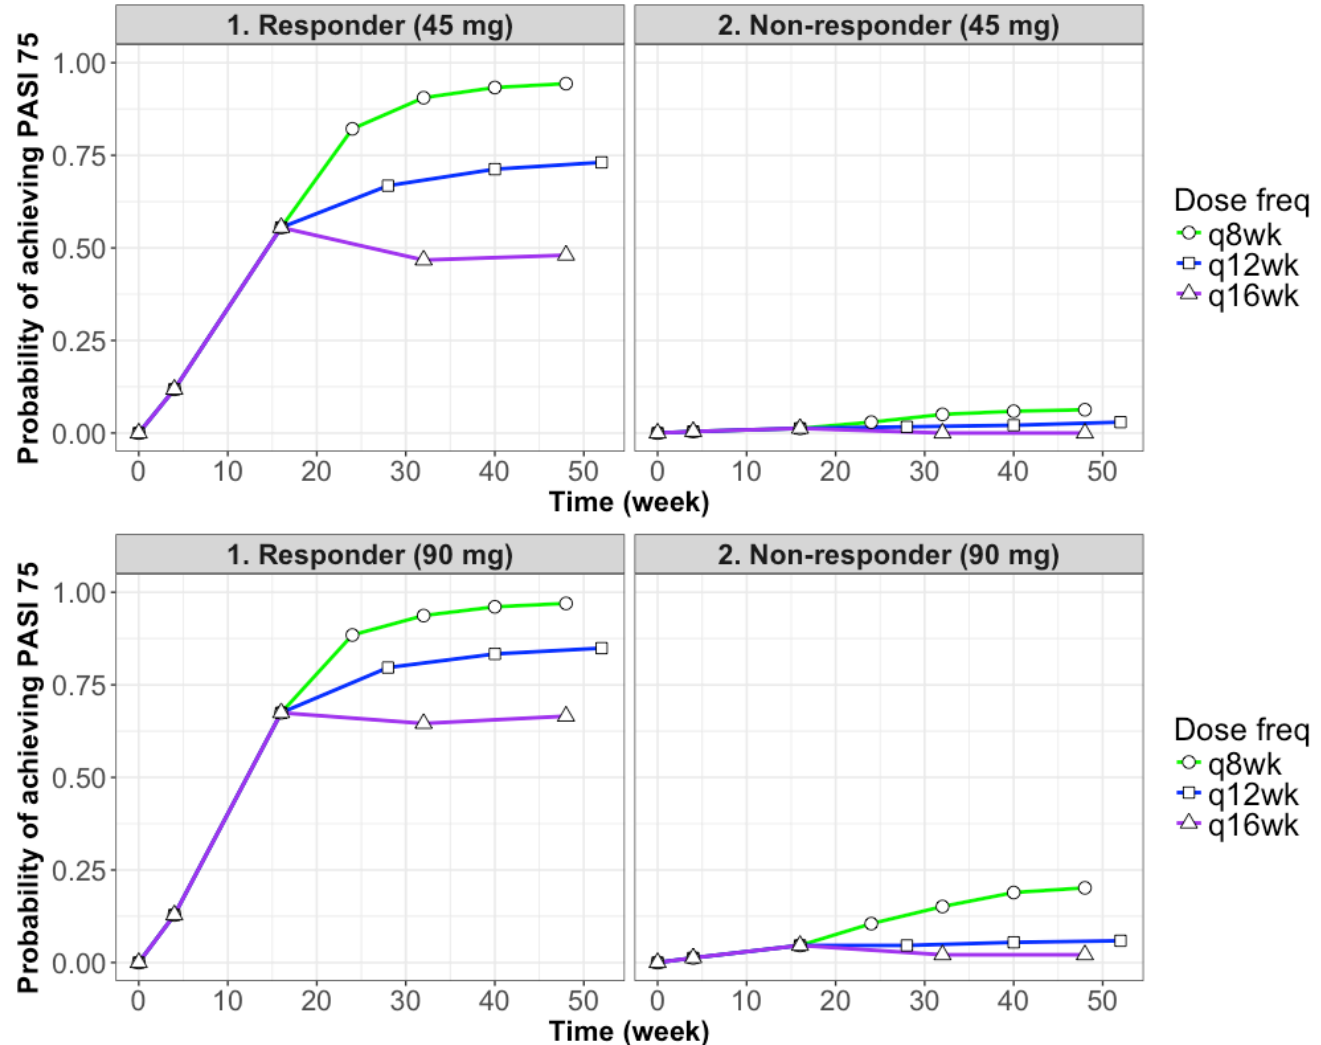 1. Responder (45 mg)
2. Non-responder (45 mg)
Probability of achieving PASI 75
1.00
0.75
0.50
0.25
0.00
0 10 20 30 40 50
0 10 20 30 40 50
Time (week)
Dose freq
q8wk
q12wk
q16wk
1. Responder (90 mg)
2. Non-responder (90 mg)
Probability of achieving PASI 75
1.00
0.75
0.50
0.25
0.00
0 10 20 30 40 50
0 10 20 30 40 50
Time (week)
Dose freq
q8wk
q12wk
q16wk